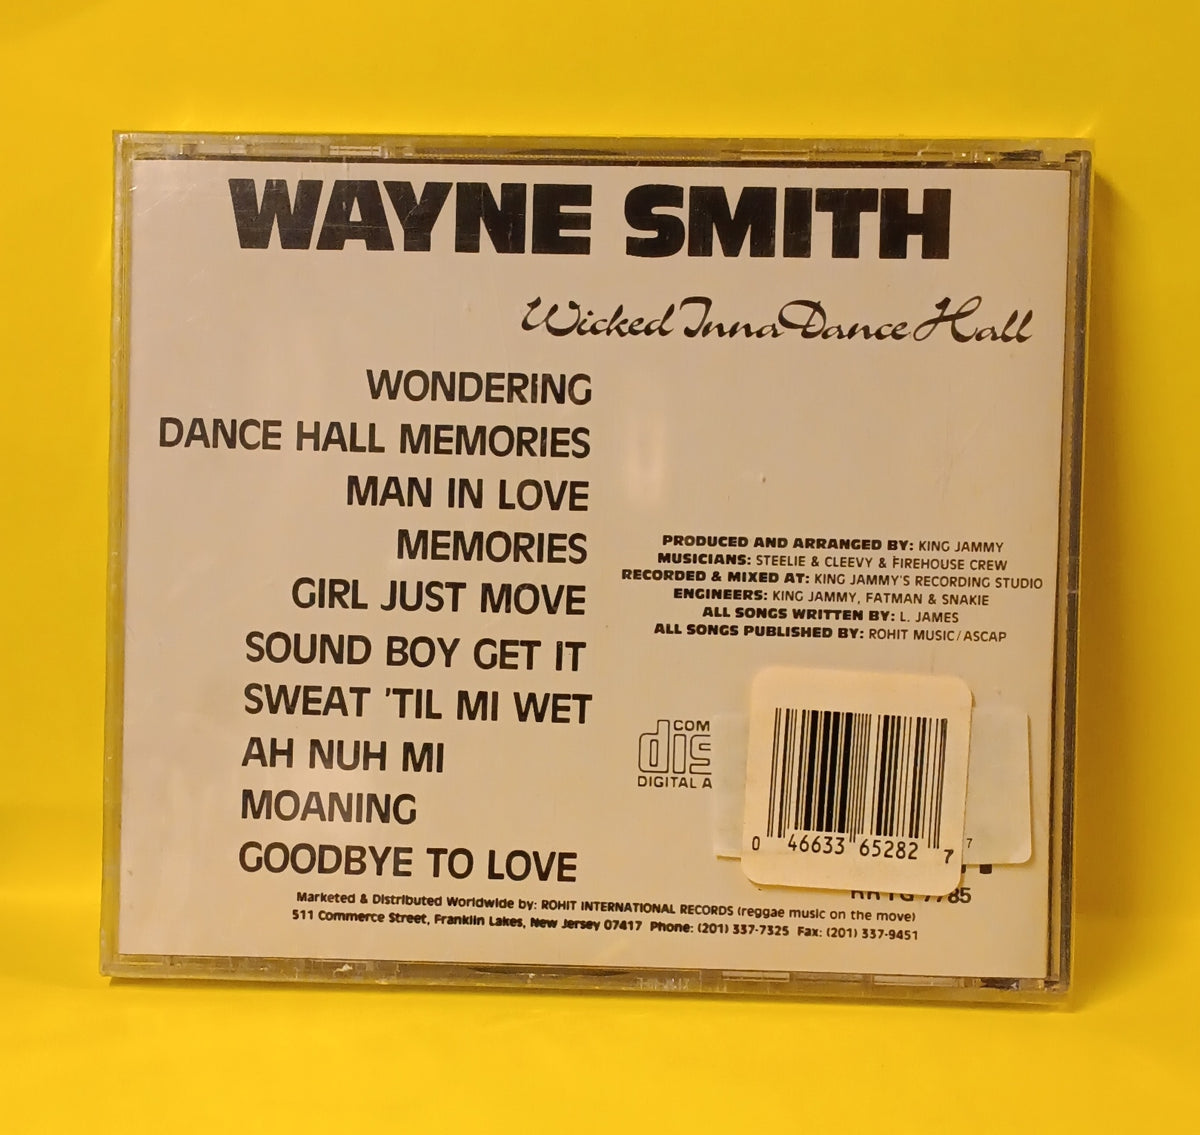 WAYNE SMITH
Wicked Inna Dance Hall
WONDERING
DANCE HALL MEMORIES
MAN IN LOVE
MEMORIES
GIRL JUST MOVE
SOUND BOY GET IT
SWEAT 'TIL MI WET
AH NUH MI
MOANING
GOODBYE TO LOVE
PRODUCED AND ARRANGED BY: KING JAMMY
MUSICIANS: STEELIE & CLEEVY & FIREHOUSE CREW
RECORDED & MIXED AT: KING JAMMY'S RECORDING STUDIO
ENGINEERS: KING JAMMY, FATMAN & SNAKIE
ALL SONGS WRITTEN BY: L. JAMES
ALL SONGS PUBLISHED BY: ROHIT MUSIC/ASCAP
COM
dis
DIGITAL A
0 46633 65282 7
7
7785
Marketed & Distributed Worldwide by: ROHIT INTERNATIONAL RECORDS (reggae music on the move)
511 Commerce Street, Franklin Lakes, New Jersey 07417 Phone: (201) 337-7325 Fax: (201) 337-9451